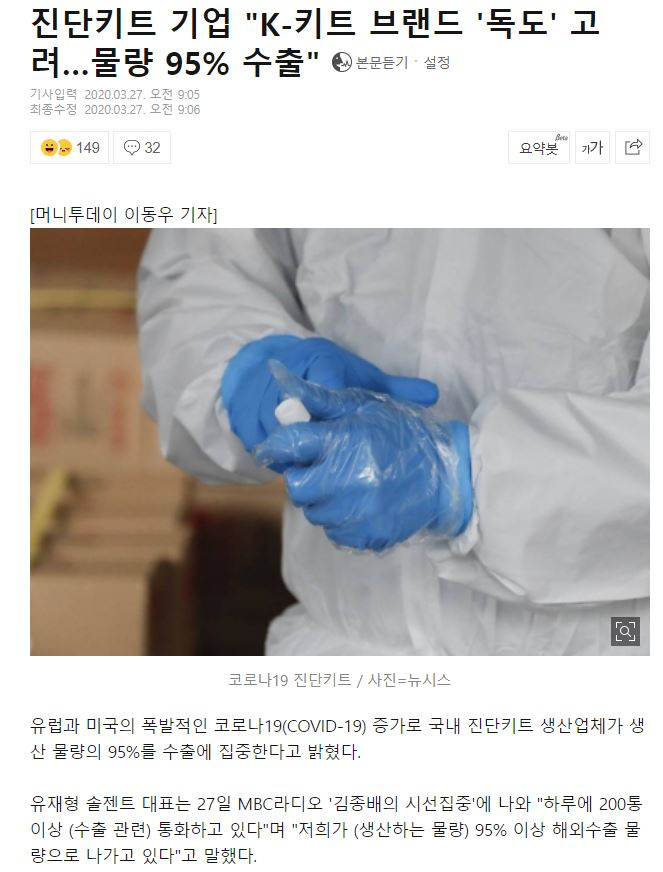 진단키트 기업 "K-키트 브랜드 '독도' 고
려…물량 95% 수출" 본문듣기 · 설정
기사입력 2020.03.27. 오전 9:05
최종수정 2020.03.27. 오전 9:06
149 32 요약봇 Beta 가가
[머니투데이 이동우 기자]
코로나19 진단키트 / 사진=뉴시스
유럽과 미국의 폭발적인 코로나19(COVID-19) 증가로 국내 진단키트 생산업체가 생
산 물량의 95%를 수출에 집중한다고 밝혔다.
유재형 솔젠트 대표는 27일 MBC라디오 '김종배의 시선집중'에 나와 "하루에 200통
이상 (수출 관련) 통화하고 있다"며 "저희가 (생산하는 물량) 95% 이상 해외수출 물
량으로 나가고 있다"고 말했다.